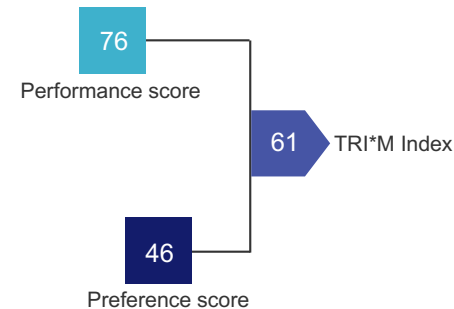 76
Performance score
61
TRI*M Index
46
Preference score